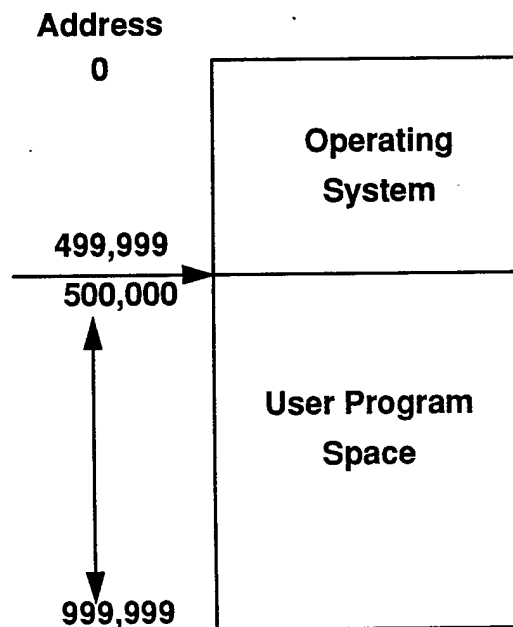 Address
0
Operating
System
499,999
500,000
User Program
Space
999,999